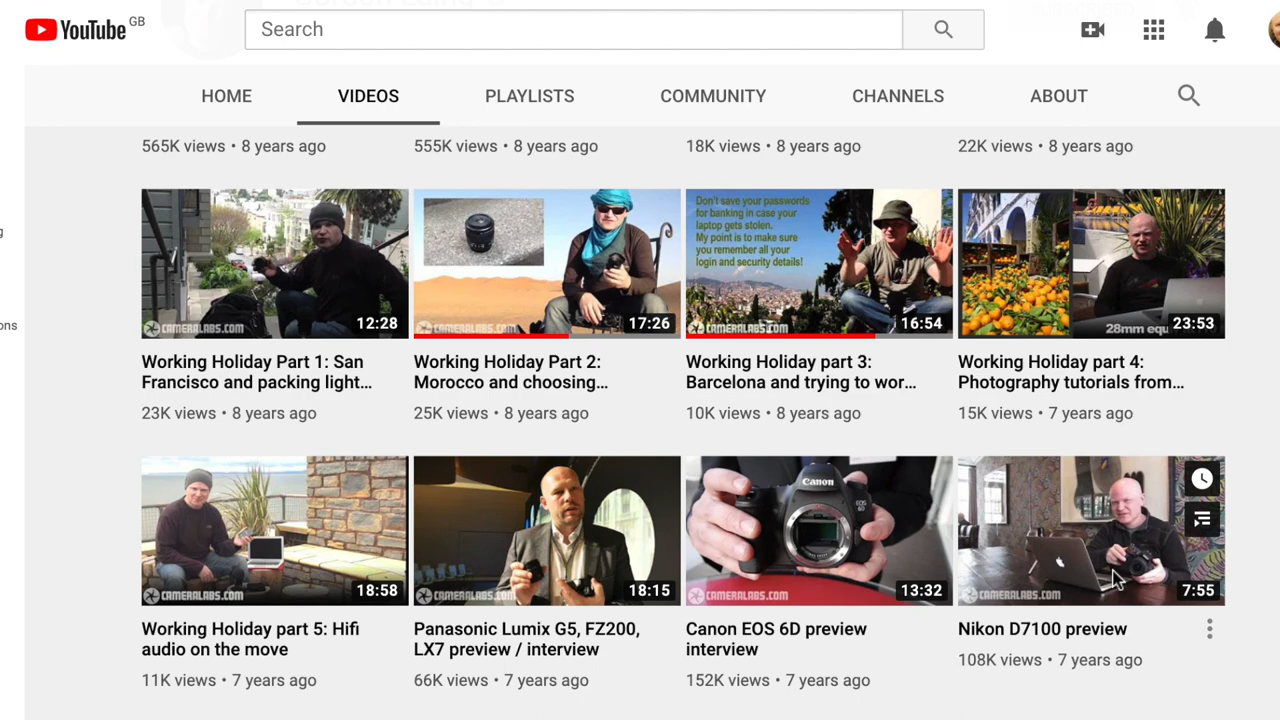 YouTube GB
Search
HOME VIDEOS PLAYLISTS COMMUNITY CHANNELS ABOUT
565K views • 8 years ago
555K views • 8 years ago
18K views • 8 years ago
22K views • 8 years ago
CAMERALABS.COM
12:28
CAMERALABS.COM
17:26
Don't save your passwords
for banking in case your
laptop gets stolen.
My point is to make sure
you remember all your
login and security details!
CAMERALABS.COM
16:54
28mm equ
23:53
Working Holiday Part 1: San
Francisco and packing light...
23K views • 8 years ago
Working Holiday Part 2:
Morocco and choosing...
25K views • 8 years ago
Working Holiday part 3:
Barcelona and trying to wor...
10K views • 8 years ago
Working Holiday part 4:
Photography tutorials from...
15K views • 7 years ago
ons
CAMERALABS.COM
18:58
CAMERALABS.COM
18:15
Canon
EOS
6D
CAMERALABS.COM
13:32
CAMERALABS.COM
7:55
Working Holiday part 5: Hifi
audio on the move
11K views • 7 years ago
Panasonic Lumix G5, FZ200,
LX7 preview / interview
66K views • 7 years ago
Canon EOS 6D preview
interview
152K views • 7 years ago
Nikon D7100 preview
108K views • 7 years ago